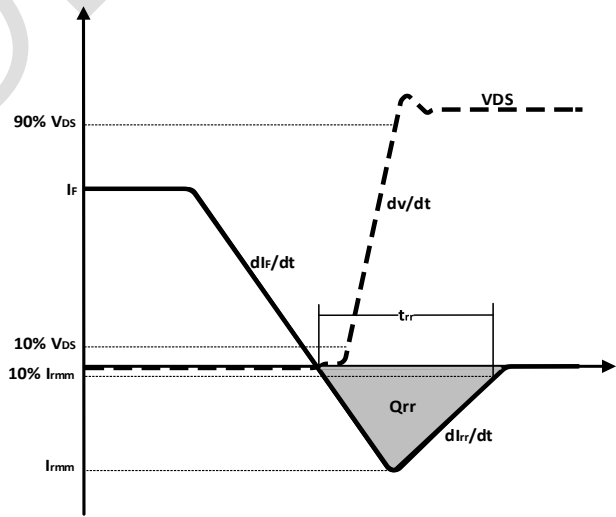 VDS
90% VDS
IF
dv/dt
dIF/dt
trr
10% VDS
10% Irmm
Qrr
dIrr/dt
Irmm